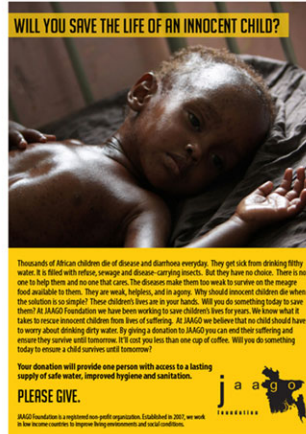 WILL YOU SAVE THE LIFE OF AN INNOCENT CHILD?
Thousands of African children die of disease and diarrhoea everyday. They get sick from drinking filthy
water. It is filled with refuse, sewage and disease-carrying insects. But they have no choice. There is no
one to help them and no one that cares. The diseases make them too weak to survive on the meagre
food available to them. They are weak, helpless, and in agony. Why should innocent children die when
the solution is so simple? These children's lives are in your hands. Will you do something today to save
them? At JAAGO Foundation we have been working to save children's lives for years. We know what it
takes to rescue innocent children from lives of suffering. At JAAGO we believe that no child should have
to worry about drinking dirty water. By giving a donation to JAAGO you can end their suffering and
ensure they survive until tomorrow. It'll cost you less than one cup of coffee. Will you do something
today to ensure a child survives until tomorrow?
Your donation will provide one person with access to a lasting
supply of safe water, improved hygiene and sanitation.
PLEASE GIVE.
JAAGO Foundation is a registered non-profit organization. Established in 2007, we work
in low income countries to improve living environments and social conditions.
jaago
foundation